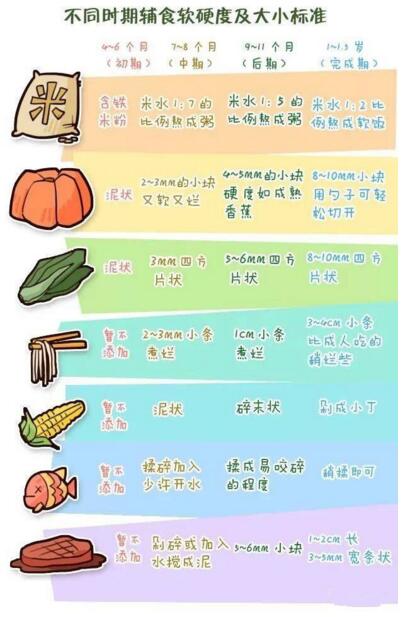 不同时期辅食软硬度及大小标准
4~6个月 7~8个月 9~11个月 1~1.5岁
(初期) (中期) (后期) (完成期)
米
含铁 米水1:7的 米水1:5的 米水1:2比
米粉 比例熬成粥 比例熬成粥 例熬成软饭
泥状
2~3mm的小块
又软又烂
4~5mm的小块
硬度如成熟
香蕉
8~10mm小块
用勺子可轻
松切开
泥状
3mm四方
片状
5~6mm四方
片状
8~10mm四方
片状
暂不
添加
2~3mm小条
煮烂
1cm小条
煮烂
3~4cm小条
比成人吃的
稍烂些
暂不
添加
泥状
碎末状
剁成小丁
暂不
添加
揉碎加入
少许开水
揉成易咬碎
的程度
稍揉即可
暂不
添加
剁碎或加入
水搅成泥
5~6mm小块
1~2cm长
3~5mm宽条状